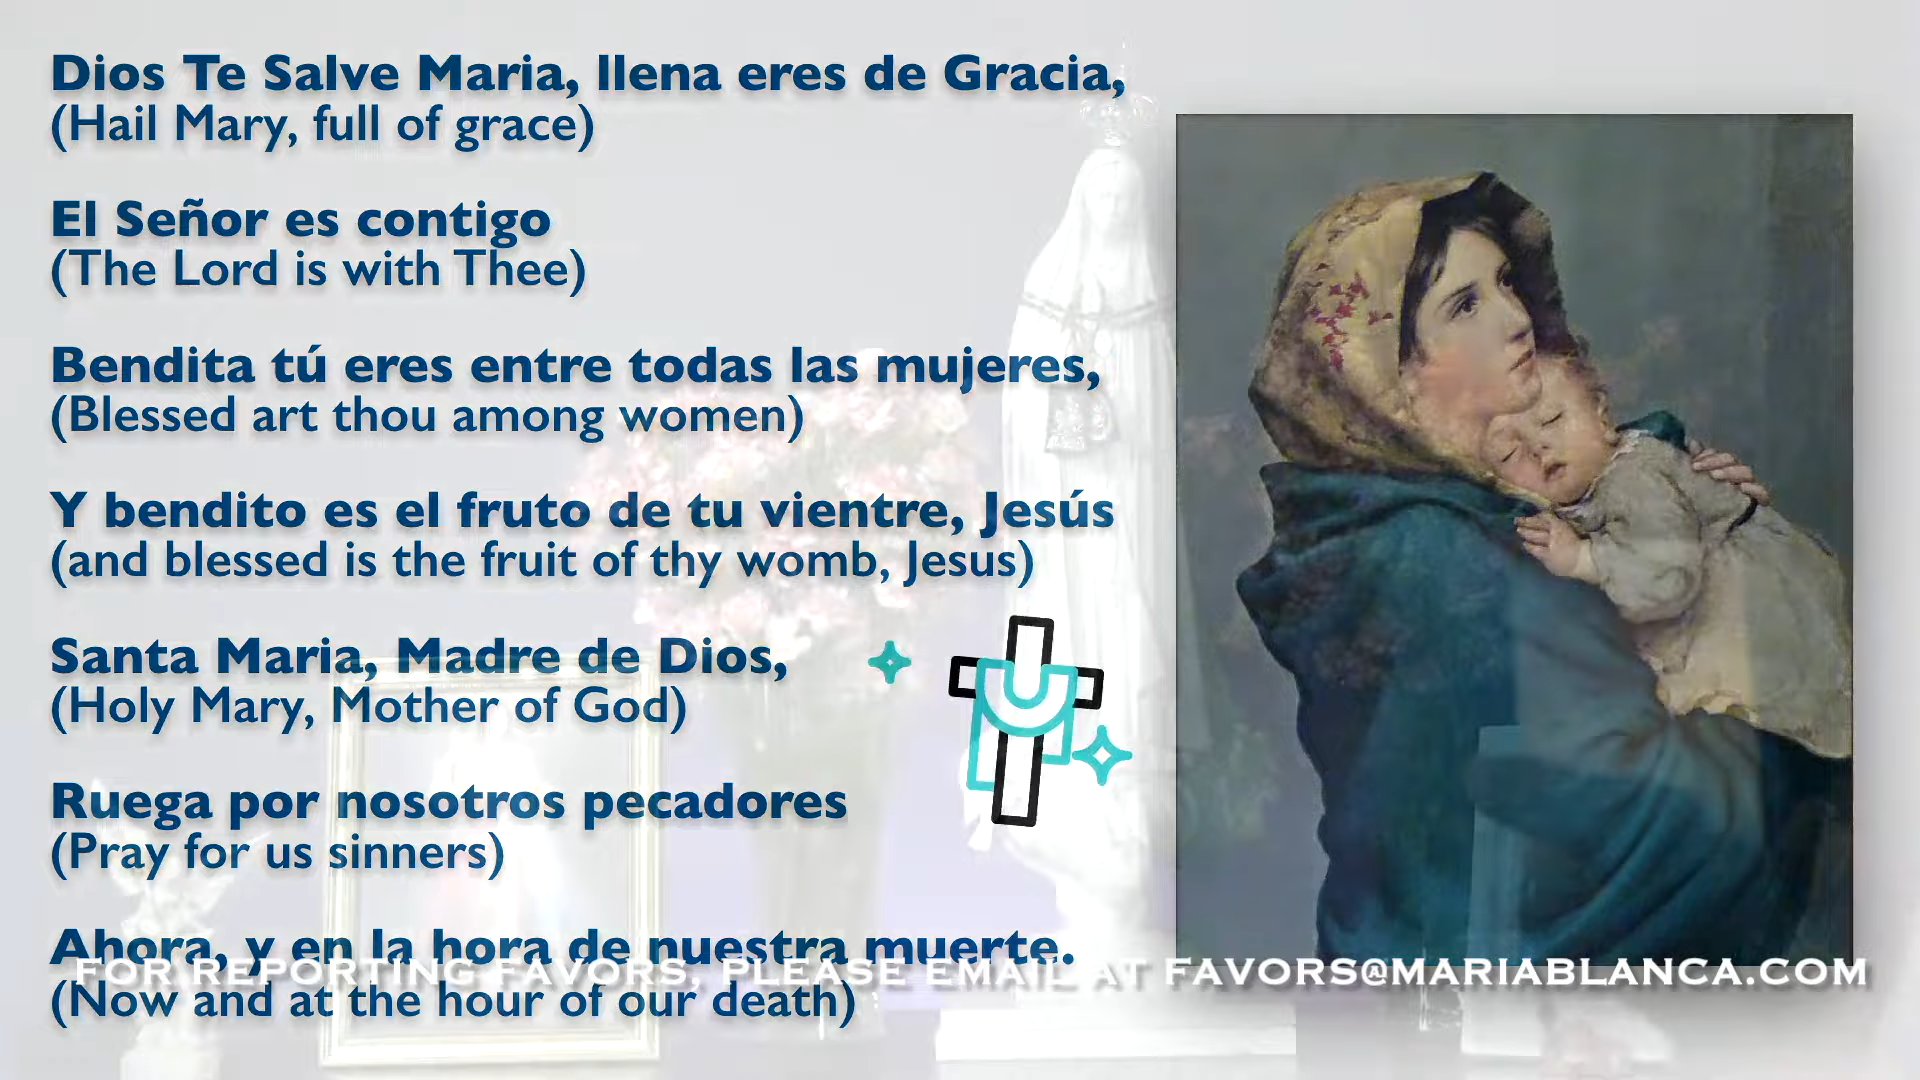 Dios Te Salve Maria, llena eres de Gracia,
(Hail Mary, full of grace)
El Señor es contigo
(The Lord is with Thee)
Bendita tú eres entre todas las mujeres,
(Blessed art thou among women)
Y bendito es el fruto de tu vientre, Jesús
(and blessed is the fruit of thy womb, Jesus)
Santa Maria, Madre de Dios,
(Holy Mary, Mother of God)
Ruega por nosotros pecadores
(Pray for us sinners)
Ahora, y en la hora de nuestra muerte.
FOR REPORTING FAVORS, PLEASE EMAIL AT FAVORS@MARIABLANCA.COM
(Now and at the hour of our death)